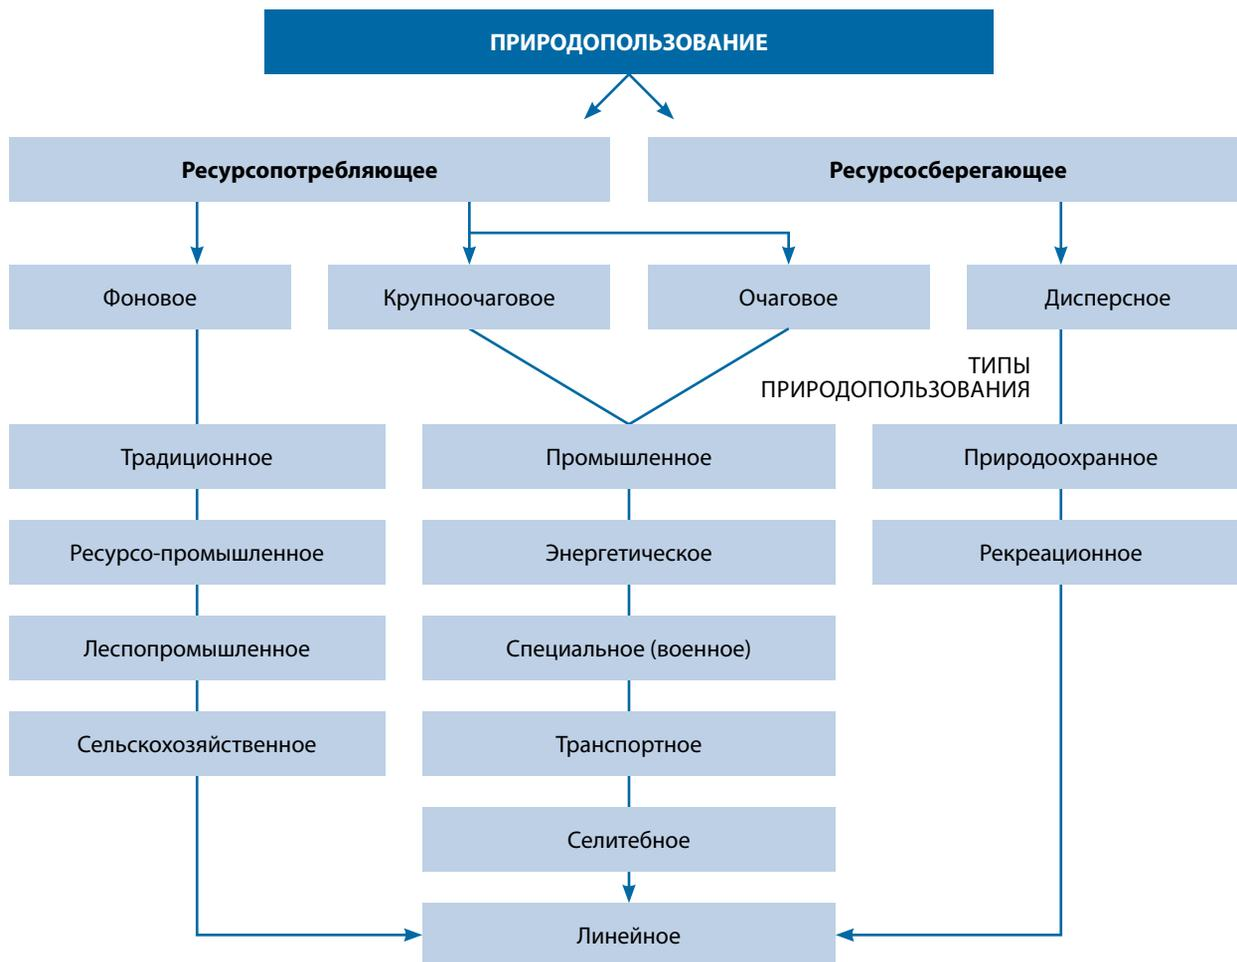 ПРИРОДОПОЛЬЗОВАНИЕ
Ресурсопотребляющее
Ресурсосберегающее
Фоновое
Крупноочаговое
Очаговое
Дисперсное
ТИПЫ
ПРИРОДОПОЛЬЗОВАНИЯ
Традиционное
Промышленное
Природоохранное
Ресурсо-промышленное
Энергетическое
Рекреационное
Леспопромышленное
Специальное (военное)
Сельскохозяйственное
Транспортное
Селитебное
Линейное